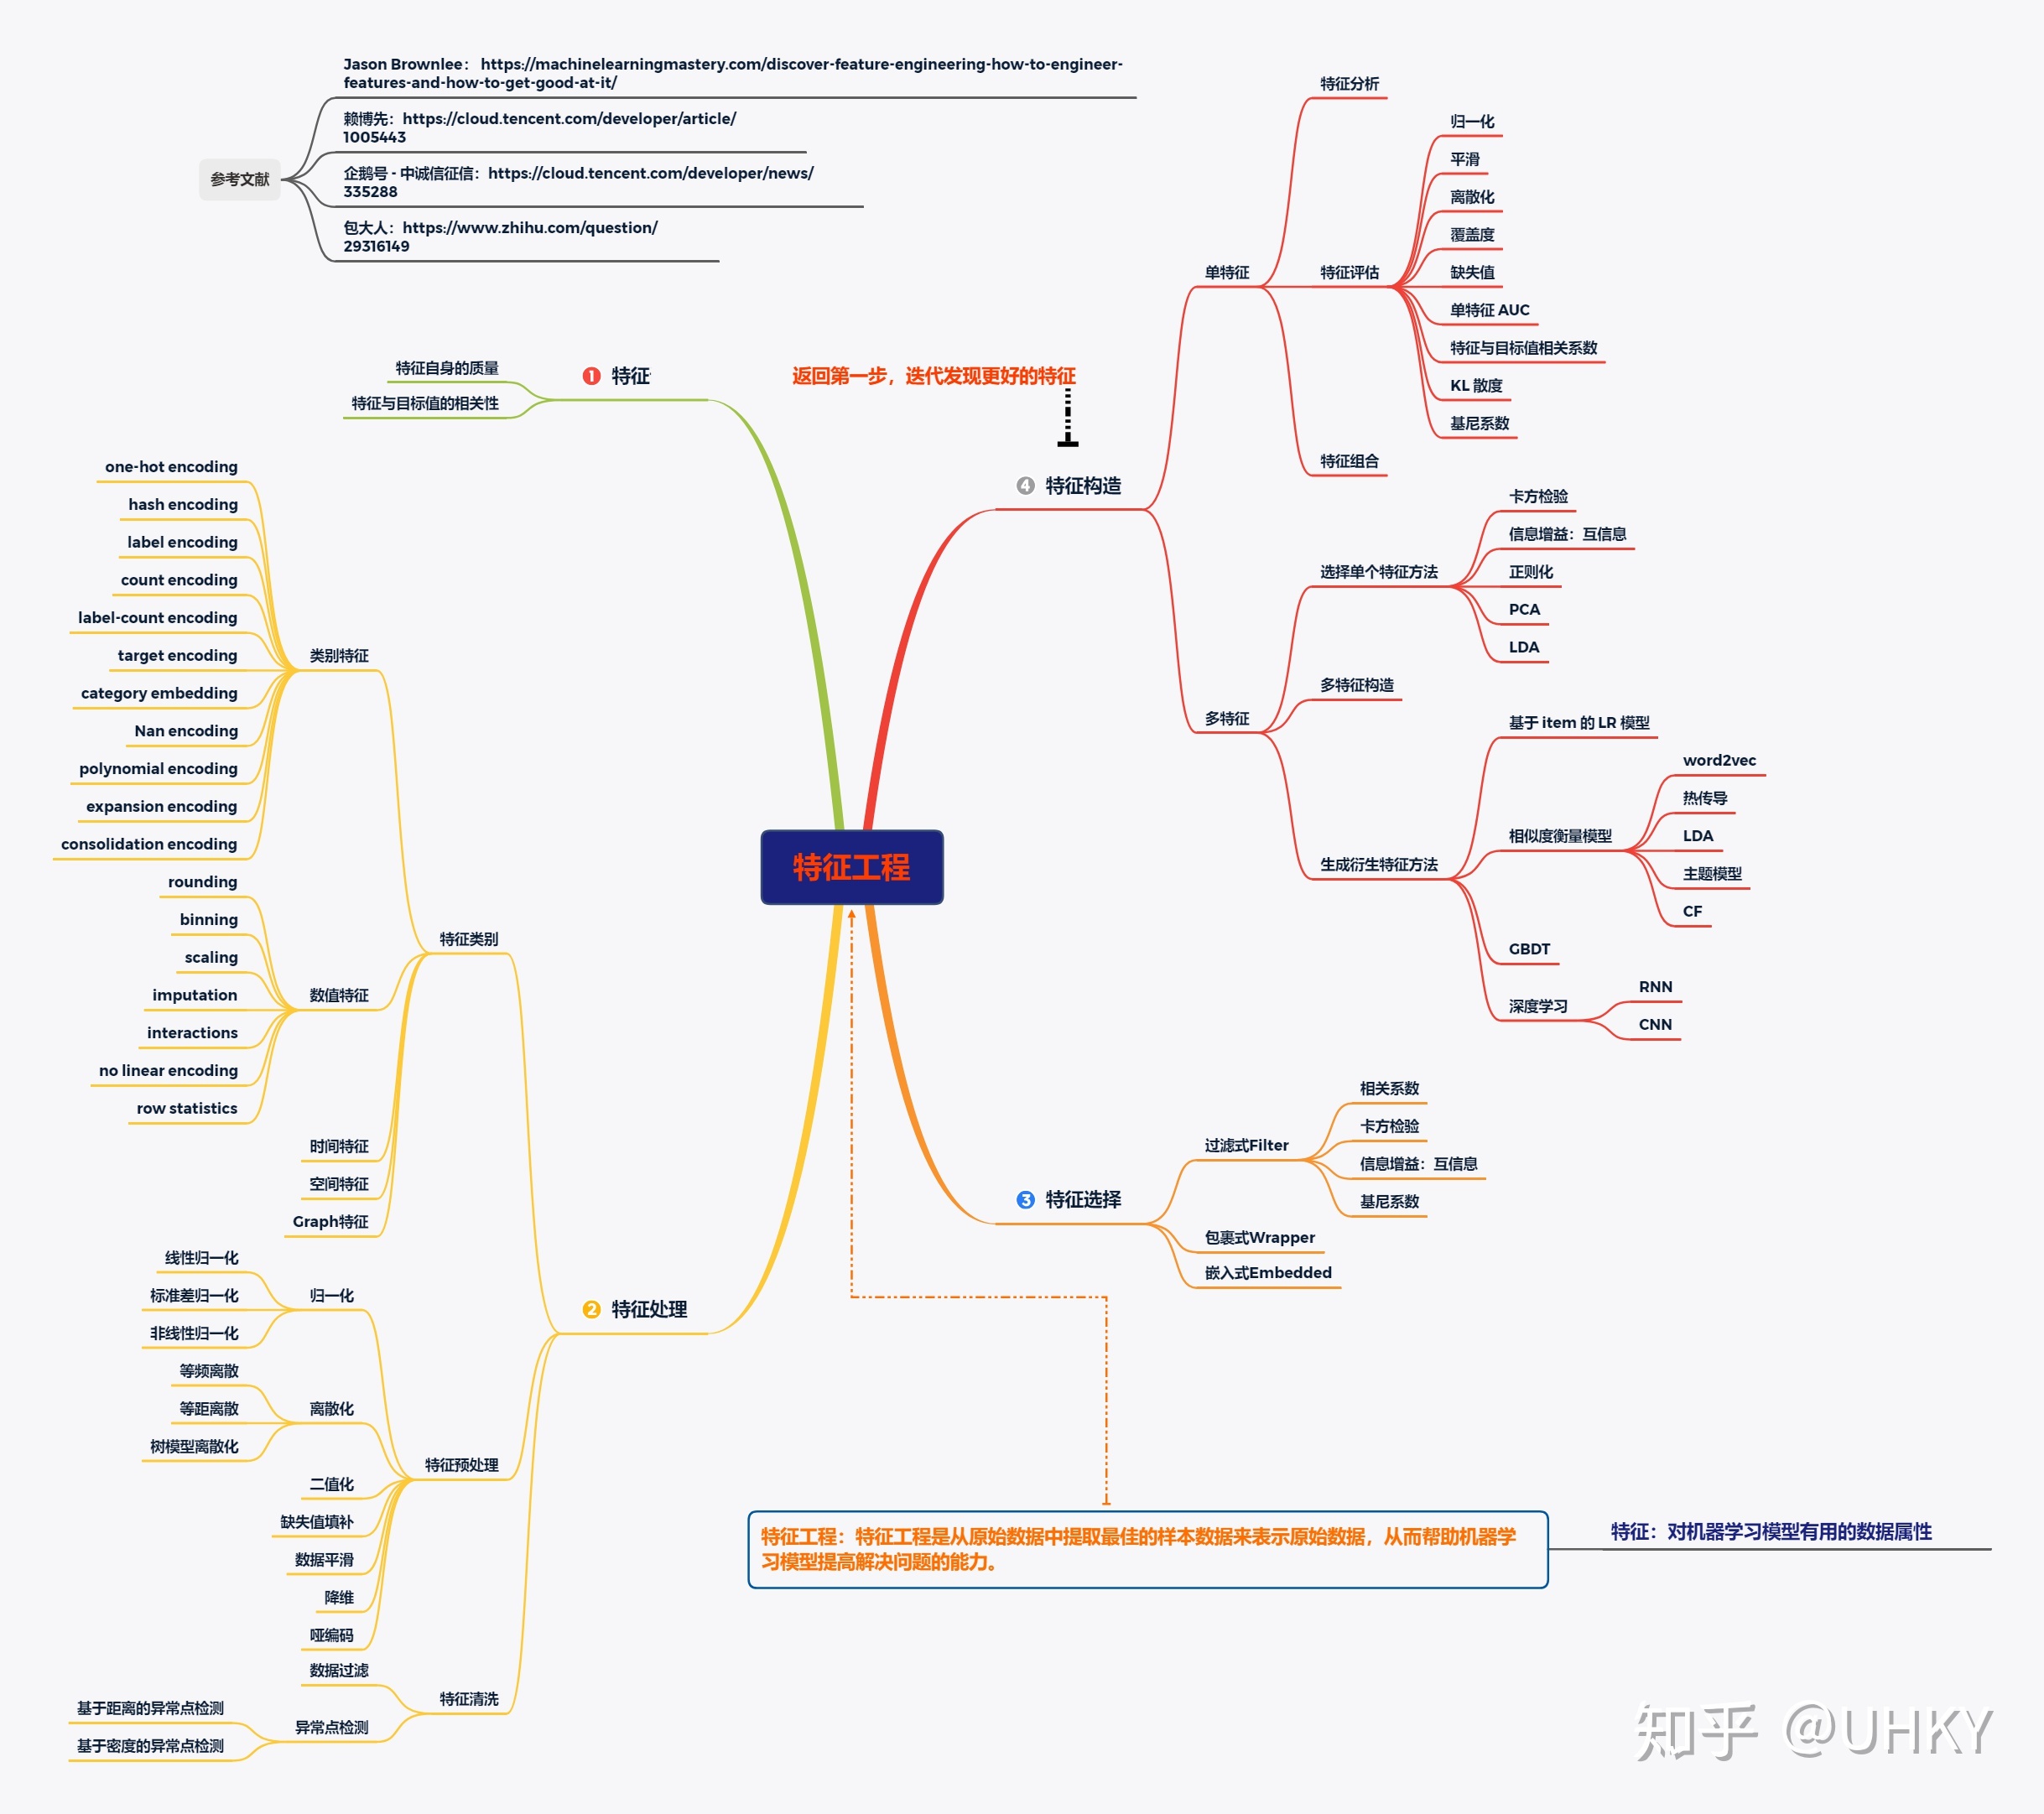 Jason Brownlee： https://machinelearningmastery.com/discover-feature-engineering-how-to-engineer-
features-and-how-to-get-good-at-it/
赖博先：https://cloud.tencent.com/developer/article/
1005443
企鹅号 - 中诚信征信：https://cloud.tencent.com/developer/news/
335288
包大人：https://www.zhihu.com/question/
29316149
参考文献
1 特征
特征自身的质量
特征与目标值的相关性
返回第一步，迭代发现更好的特征
4 特征构造
单特征
特征分析
特征评估
归一化
平滑
离散化
覆盖度
缺失值
单特征 AUC
特征与目标值相关系数
KL 散度
基尼系数
特征组合
多特征
选择单个特征方法
卡方检验
信息增益：互信息
正则化
PCA
LDA
多特征构造
生成衍生特征方法
基于 item 的 LR 模型
相似度衡量模型
word2vec
热传导
LDA
主题模型
CF
GBDT
深度学习
RNN
CNN
特征工程
2 特征处理
特征类别
类别特征
one-hot encoding
hash encoding
label encoding
count encoding
label-count encoding
target encoding
category embedding
Nan encoding
polynomial encoding
expansion encoding
consolidation encoding
数值特征
rounding
binning
scaling
imputation
interactions
no linear encoding
row statistics
时间特征
空间特征
Graph特征
特征预处理
归一化
线性归一化
标准差归一化
非线性归一化
离散化
等频离散
等距离散
树模型离散化
二值化
缺失值填补
数据平滑
降维
哑编码
特征清洗
数据过滤
异常点检测
基于距离的异常点检测
基于密度的异常点检测
3 特征选择
过滤式Filter
相关系数
卡方检验
信息增益：互信息
基尼系数
包裹式Wrapper
嵌入式Embedded
特征工程：特征工程是从原始数据中提取最佳的样本数据来表示原始数据，从而帮助机器学
习模型提高解决问题的能力。
特征：对机器学习模型有用的数据属性
知乎 @UHKY